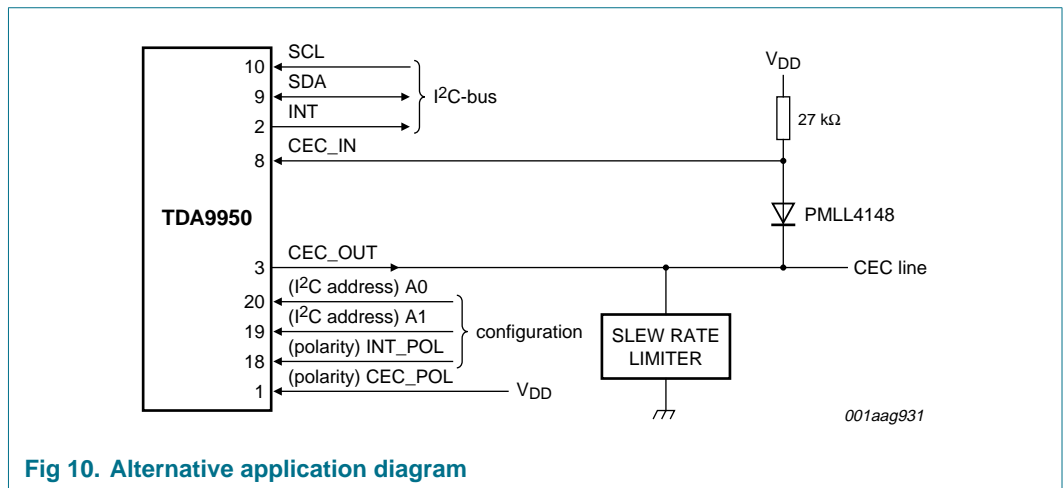 SCL
10
SDA
9
I2C-bus
INT
2
CEC_IN
8
VDD
27 kΩ
PMLL4148
TDA9950
CEC_OUT
3
CEC line
(I2C address) A0
20
(I2C address) A1
19
configuration
(polarity) INT_POL
18
(polarity) CEC_POL
1
VDD
SLEW RATE
LIMITER
001aag931
Fig 10. Alternative application diagram